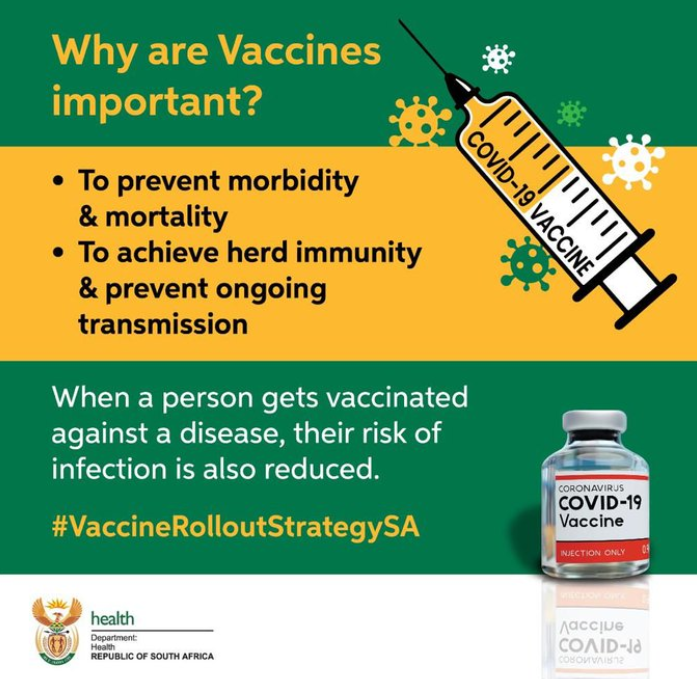 Why are Vaccines
important?
• To prevent morbidity
& mortality
• To achieve herd immunity
& prevent ongoing
transmission
COVID-19 VACCINE
When a person gets vaccinated
against a disease, their risk of
infection is also reduced.
#VaccineRolloutStrategySA
CORONAVIRUS
COVID-19
Vaccine
INJECTION ONLY
health
Department:
Health
REPUBLIC OF SOUTH AFRICA